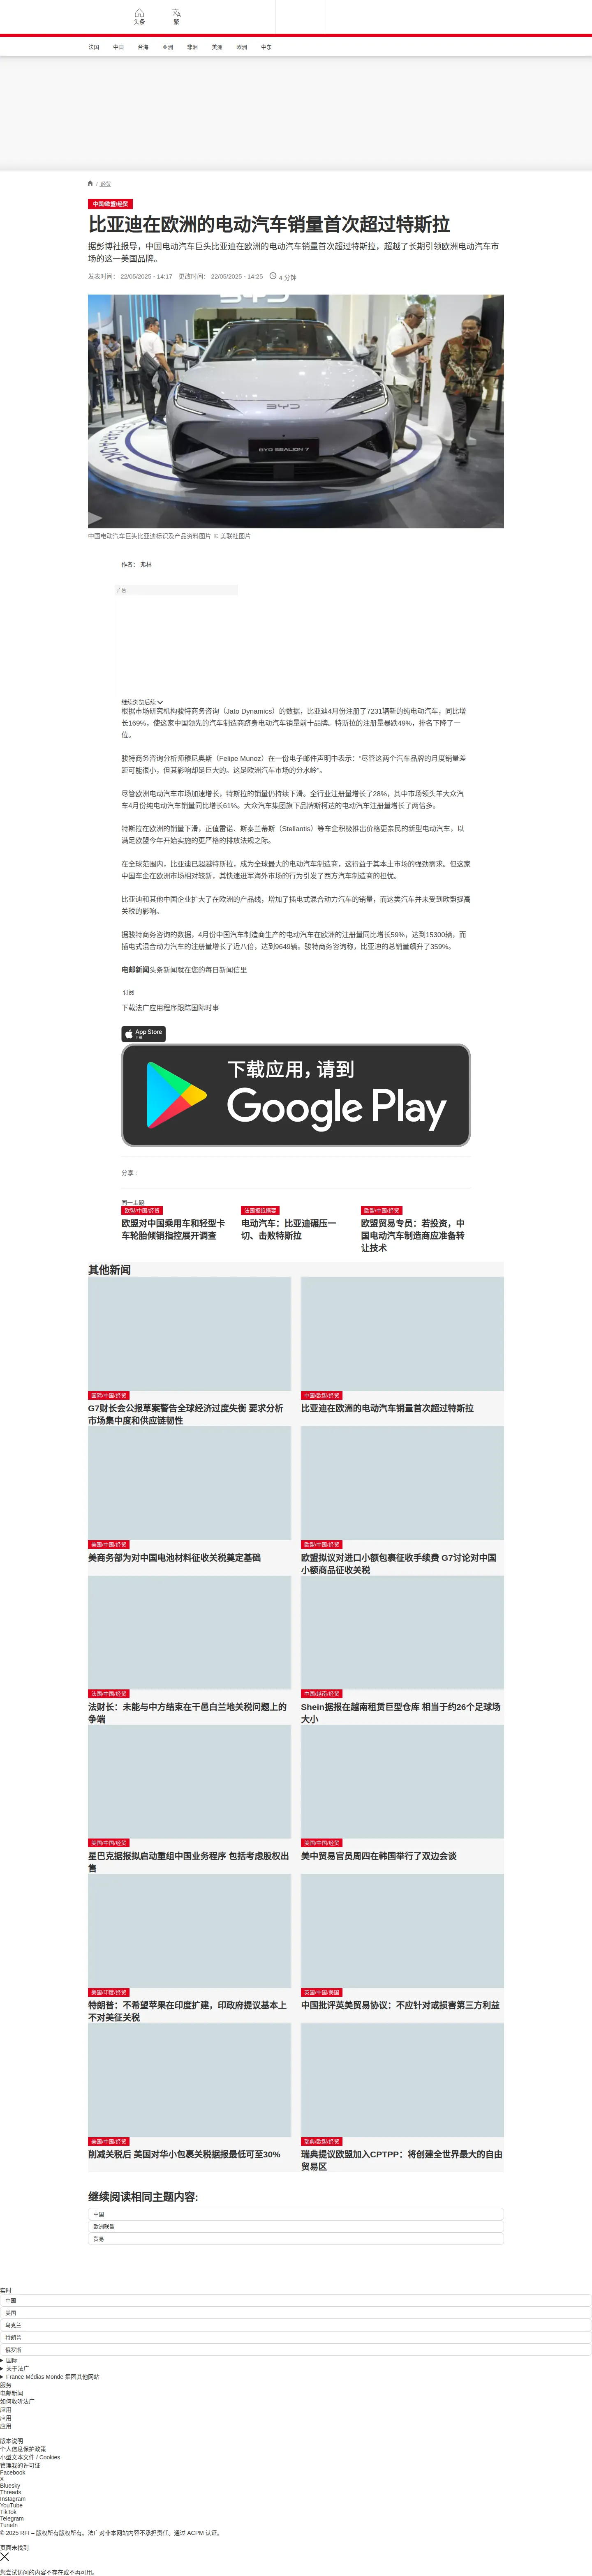 头条
繁
法国 中国 台海 亚洲 非洲 美洲 欧洲 中东
/ 经贸
中国/欧盟/经贸
比亚迪在欧洲的电动汽车销量首次超过特斯拉
据彭博社报导，中国电动汽车巨头比亚迪在欧洲的电动汽车销量首次超过特斯拉，超越了长期引领欧洲电动汽车市
场的这一美国品牌。
发表时间： 22/05/2025 - 14:17 更改时间： 22/05/2025 - 14:25 4 分钟
BYD
BYD
BYD SEALION 7
中国电动汽车巨头比亚迪标识及产品资料图片 © 美联社图片
作者： 弗林
广告
继续浏览后续
根据市场研究机构骏特商务咨询（Jato Dynamics）的数据，比亚迪4月份注册了7231辆新的纯电动汽车，同比增
长169%，使这家中国领先的汽车制造商跻身电动汽车销量前十品牌。特斯拉的注册量暴跌49%，排名下降了一
位。
骏特商务咨询分析师穆尼奥斯（Felipe Munoz）在一份电子邮件声明中表示：“尽管这两个汽车品牌的月度销量差
距可能很小，但其影响却是巨大的。这是欧洲汽车市场的分水岭”。
尽管欧洲电动汽车市场加速增长，特斯拉的销量仍持续下滑。全行业注册量增长了28%，其中市场领头羊大众汽
车4月份纯电动汽车销量同比增长61%。大众汽车集团旗下品牌斯柯达的电动汽车注册量增长了两倍多。
特斯拉在欧洲的销量下滑，正值雷诺、斯泰兰蒂斯（Stellantis）等车企积极推出价格更亲民的新型电动汽车，以
满足欧盟今年开始实施的更严格的排放法规之际。
在全球范围内，比亚迪已超越特斯拉，成为全球最大的电动汽车制造商，这得益于其本土市场的强劲需求。但这家
中国车企在欧洲市场相对较新，其快速进军海外市场的行为引发了西方汽车制造商的担忧。
比亚迪和其他中国企业扩大了在欧洲的产品线，增加了插电式混合动力汽车的销量，而这类汽车并未受到欧盟提高
关税的影响。
据骏特商务咨询的数据，4月份中国汽车制造商生产的电动汽车在欧洲的注册量同比增长59%，达到15300辆，而
插电式混合动力汽车的注册量增长了近八倍，达到9649辆。骏特商务咨询称，比亚迪的总销量飙升了359%。
电邮新闻头条新闻就在您的每日新闻信里
订阅
下载法广应用程序跟踪国际时事
App Store
下载
下载应用，请到
Google Play
分享 :
同一主题
欧盟/中国/经贸
欧盟对中国乘用车和轻型卡
车轮胎倾销指控展开调查
法国报纸摘要
电动汽车：比亚迪碾压一
切、击败特斯拉
欧盟/中国/经贸
欧盟贸易专员：若投资，中
国电动汽车制造商应准备转
让技术
其他新闻
国际/中国/经贸
G7财长会公报草案警告全球经济过度失衡 要求分析
市场集中度和供应链韧性
中国/欧盟/经贸
比亚迪在欧洲的电动汽车销量首次超过特斯拉
美国/中国/经贸
美商务部为对中国电池材料征收关税奠定基础
欧盟/中国/经贸
欧盟拟议对进口小额包裹征收手续费 G7讨论对中国
小额商品征收关税
法国/中国/经贸
法财长：未能与中方结束在干邑白兰地关税问题上的
争端
中国/越南/经贸
Shein据报在越南租赁巨型仓库 相当于约26个足球场
大小
美国/中国/经贸
星巴克据报拟启动重组中国业务程序 包括考虑股权出
售
美国/中国/经贸
美中贸易官员周四在韩国举行了双边会谈
美国/印度/经贸
特朗普：不希望苹果在印度扩建，印政府提议基本上
不对美征关税
英国/中国/美国
中国批评英美贸易协议：不应针对或损害第三方利益
美国/中国/经贸
削减关税后 美国对华小包裹关税据报最低可至30%
瑞典/欧盟/经贸
瑞典提议欧盟加入CPTPP：将创建全世界最大的自由
贸易区
继续阅读相同主题内容:
中国
欧洲联盟
贸易
实时
中国
美国
乌克兰
特朗普
俄罗斯
国际
关于法广
France Médias Monde 集团其他网站
服务
电邮新闻
如何收听法广
应用
应用
应用
版本说明
个人信息保护政策
小型文本文件 / Cookies
管理我的许可证
Facebook
X
Bluesky
Threads
Instagram
YouTube
TikTok
Telegram
TuneIn
© 2025 RFI – 版权所有版权所有。法广对非本网站内容不承担责任。通过 ACPM 认证。
页面未找到
您尝试访问的内容不存在或不再可用。